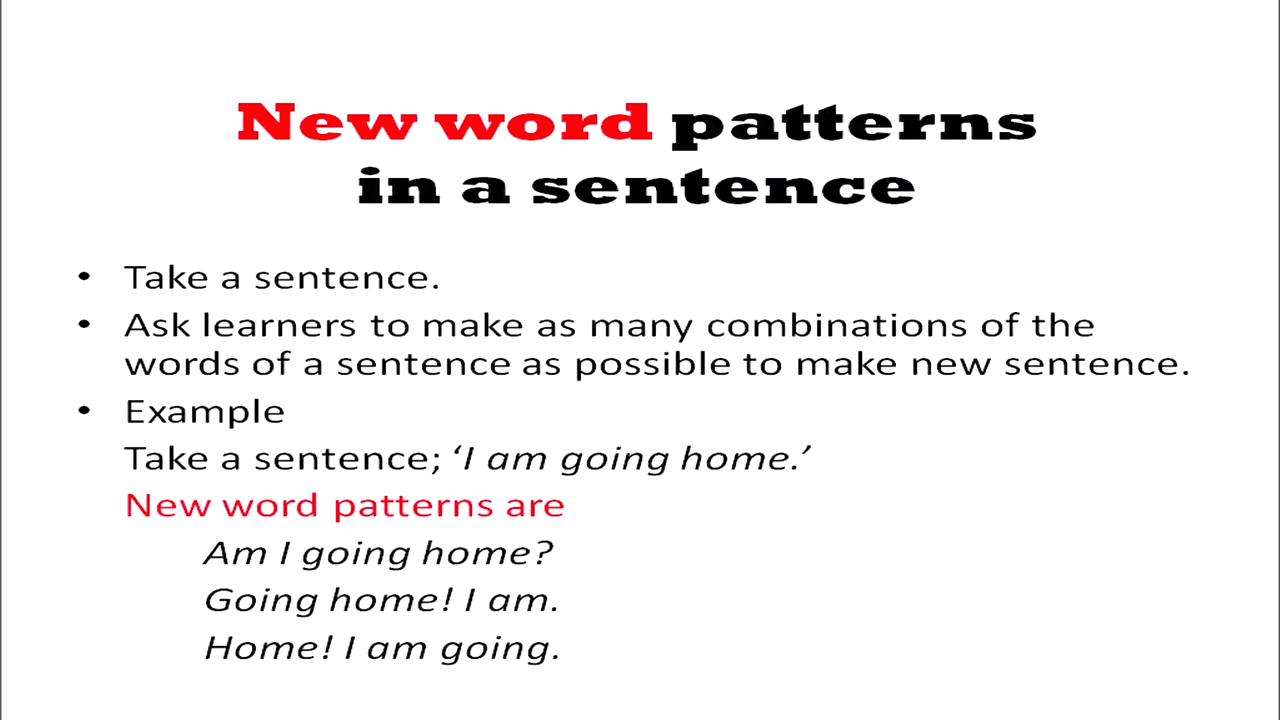 New word patterns
in a sentence
• Take a sentence.
• Ask learners to make as many combinations of the
words of a sentence as possible to make new sentence.
• Example
Take a sentence; ‘I am going home.’
New word patterns are
Am I going home?
Going home! I am.
Home! I am going.